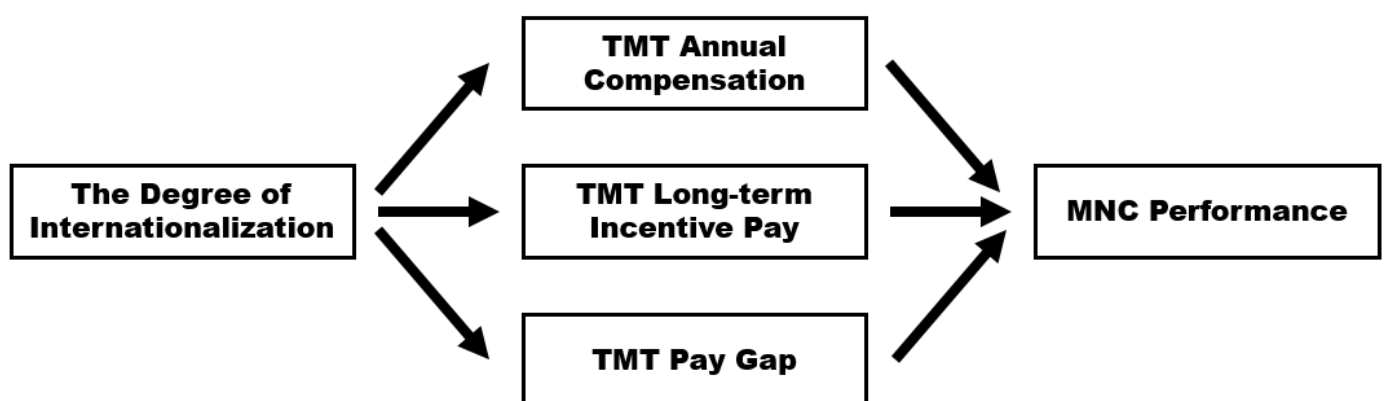 TMT Annual
Compensation
The Degree of
Internationalization
TMT Long-term
Incentive Pay
MNC Performance
TMT Pay Gap